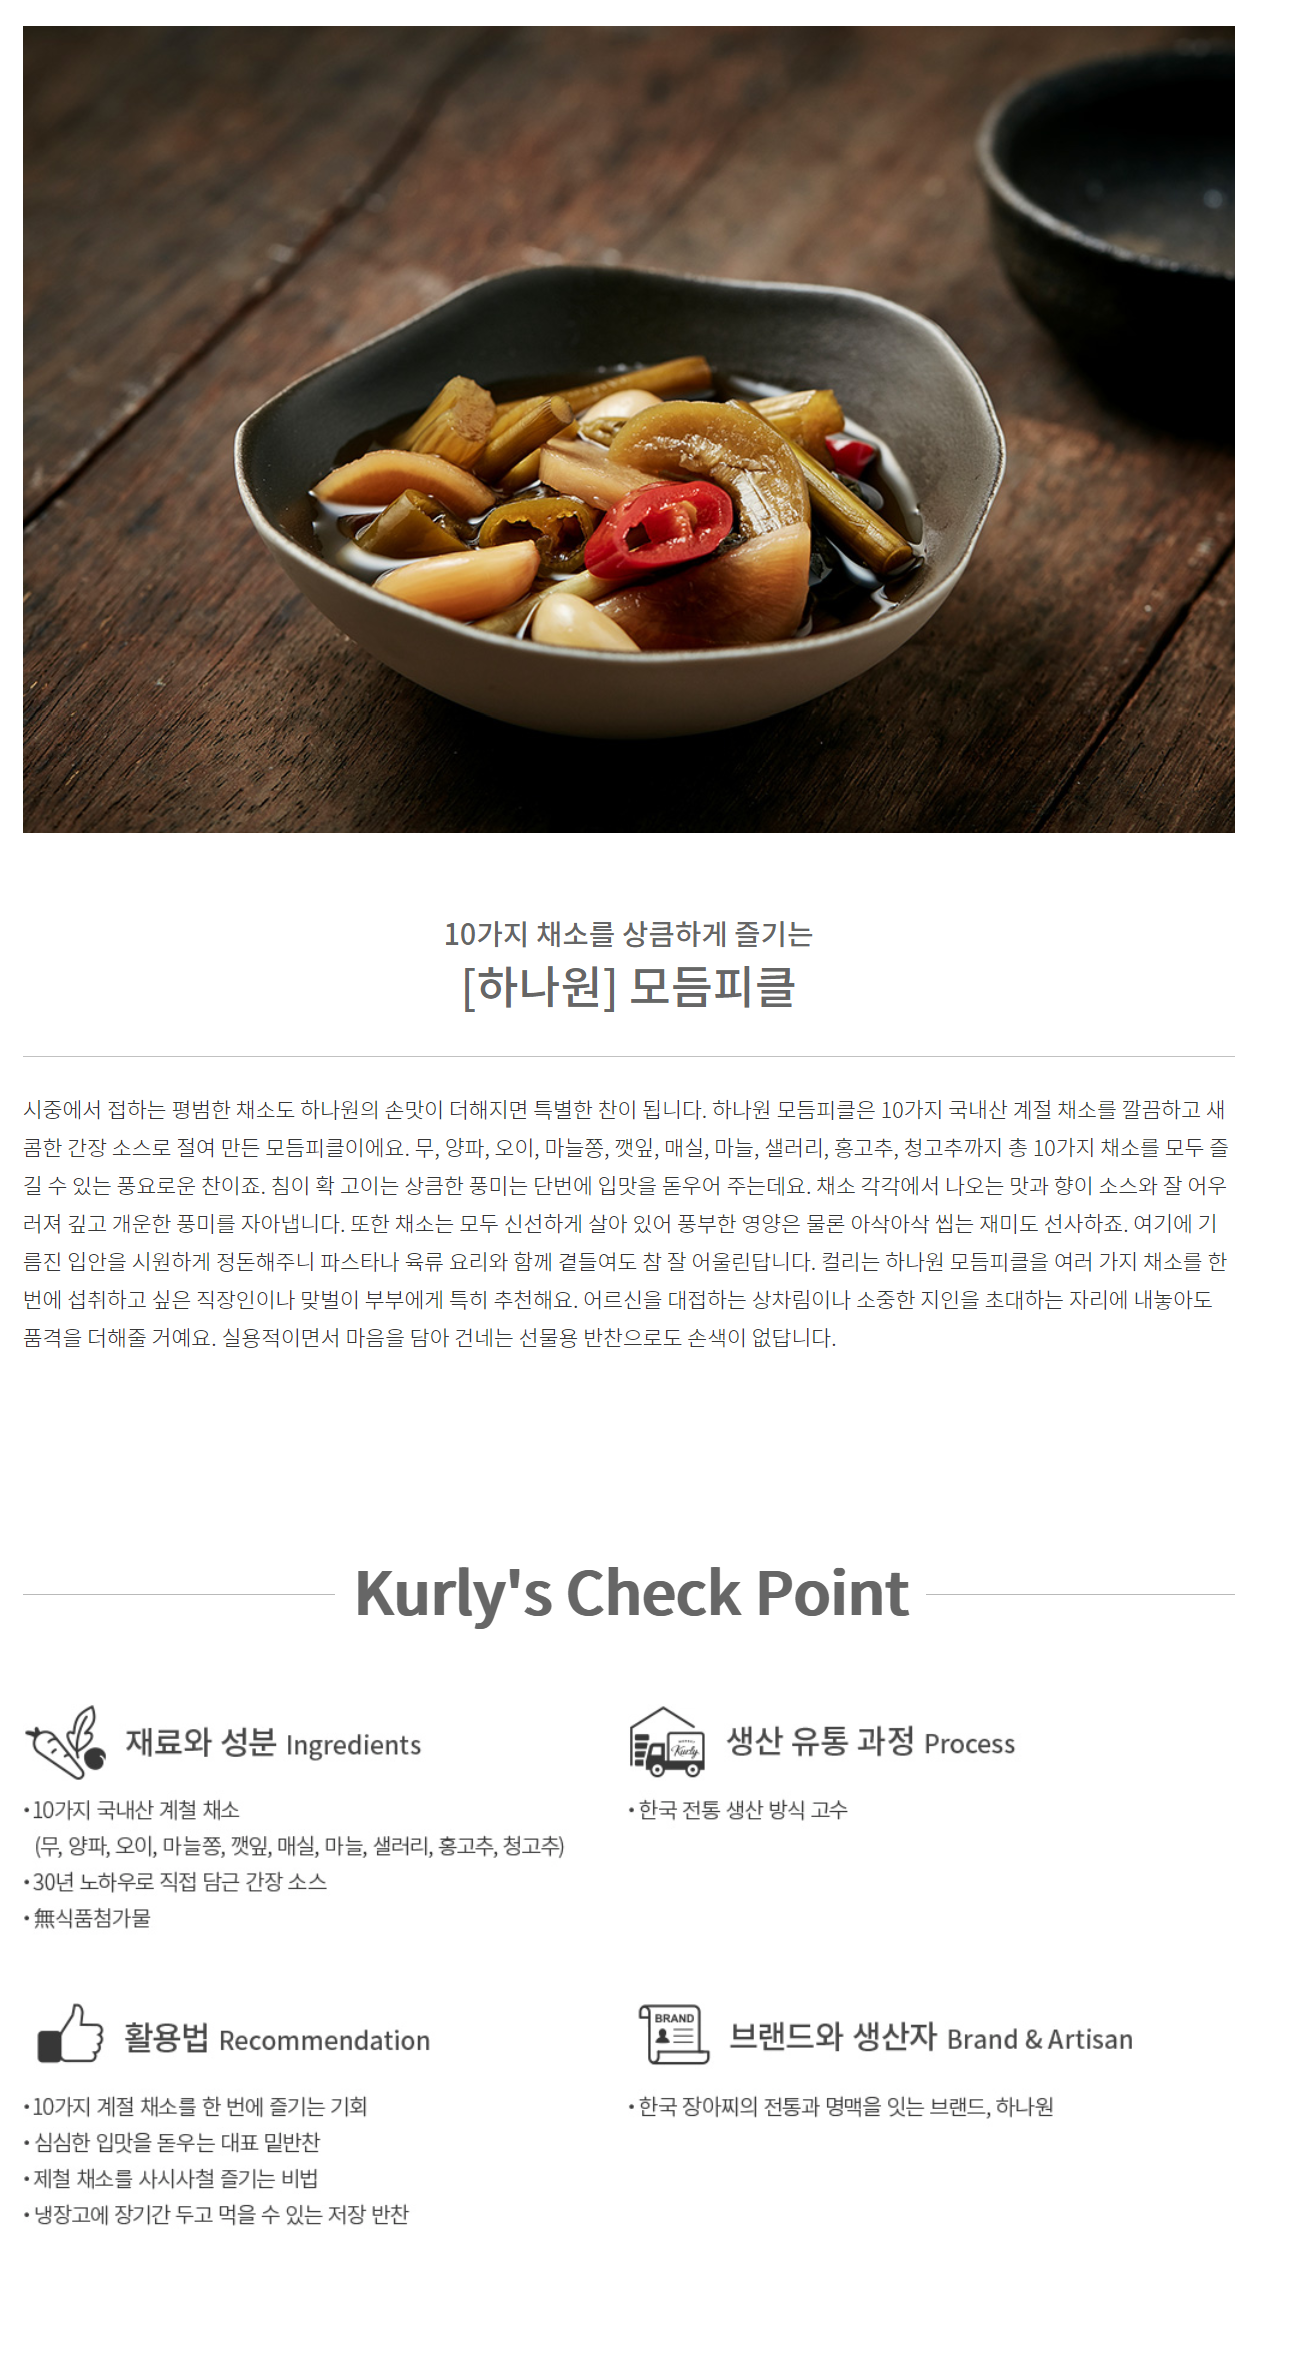 10가지 채소를 상큼하게 즐기는
[하나원] 모듬피클
시중에서 접하는 평범한 채소도 하나원의 손맛이 더해지면 특별한 찬이 됩니다. 하나원 모듬피클은 10가지 국내산 계절 채소를 깔끔하고 새
콤한 간장 소스로 절여 만든 모듬피클이에요. 무, 양파, 오이, 마늘쫑, 깻잎, 매실, 마늘, 샐러리, 홍고추, 청고추까지 총 10가지 채소를 모두 즐
길 수 있는 풍요로운 찬이죠. 침이 확 고이는 상큼한 풍미는 단번에 입맛을 돋우어 주는데요. 채소 각각에서 나오는 맛과 향이 소스와 잘 어우
러져 깊고 개운한 풍미를 자아냅니다. 또한 채소는 모두 신선하게 살아 있어 풍부한 영양은 물론 아삭아삭 씹는 재미도 선사하죠. 여기에 기
름진 입안을 시원하게 정돈해주니 파스타나 육류 요리와 함께 곁들여도 참 잘 어울린답니다. 컬리는 하나원 모듬피클을 여러 가지 채소를 한
번에 섭취하고 싶은 직장인이나 맞벌이 부부에게 특히 추천해요. 어르신을 대접하는 상차림이나 소중한 지인을 초대하는 자리에 내놓아도
품격을 더해줄 거예요. 실용적이면서 마음을 담아 건네는 선물용 반찬으로도 손색이 없답니다.
Kurly's Check Point
재료와 성분 Ingredients
• 10가지 국내산 계철 채소
(무, 양파, 오이, 마늘쫑, 깻잎, 매실, 마늘, 샐러리, 홍고추, 청고추)
• 30년 노하우로 직접 담근 간장 소스
• 無식품첨가물
Kurly
생산 유통 과정 Process
• 한국 전통 생산 방식 고수
활용법 Recommendation
• 10가지 계절 채소를 한 번에 즐기는 기회
• 심심한 입맛을 돋우는 대표 밑반찬
• 제철 채소를 사시사철 즐기는 비법
• 냉장고에 장기간 두고 먹을 수 있는 저장 반찬
BRAND
브랜드와 생산자 Brand & Artisan
• 한국 장아찌의 전통과 명맥을 잇는 브랜드, 하나원